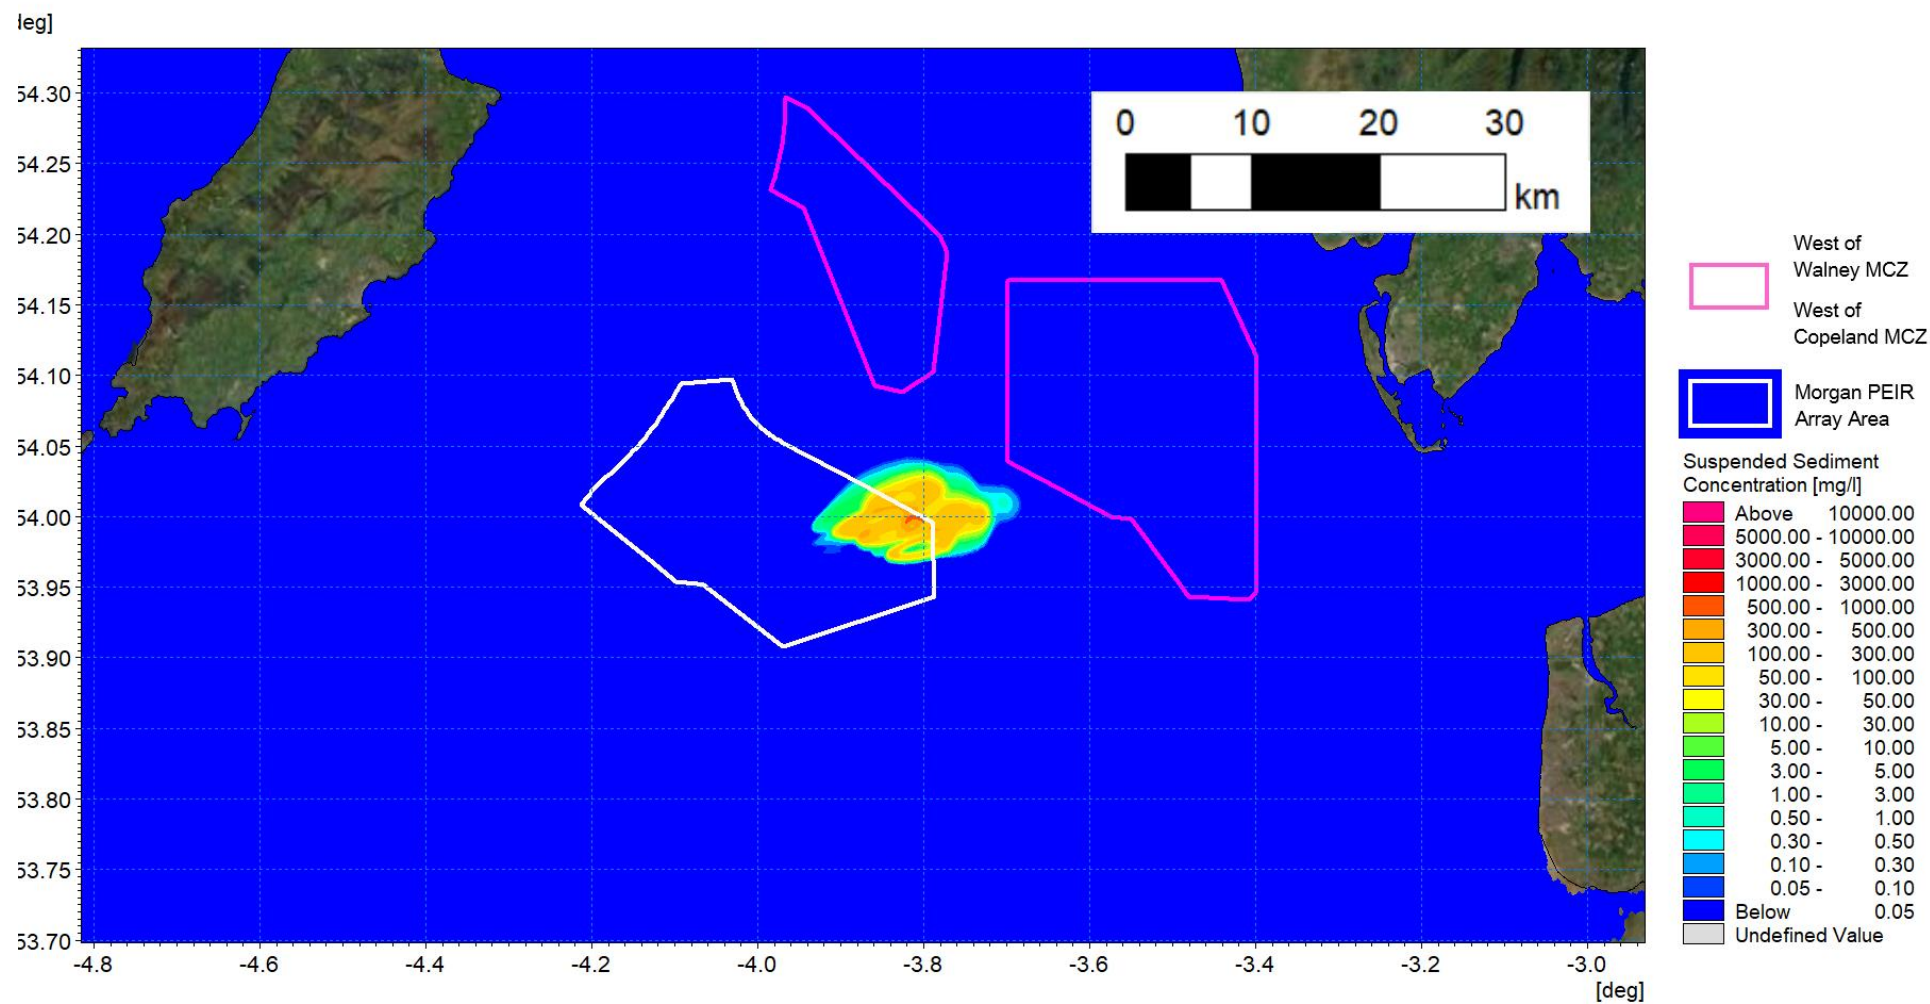 deg]
54.30
54.25
54.20
54.15
54.10
54.05
54.00
53.95
53.90
53.85
53.80
53.75
53.70
-4.8 -4.6 -4.4 -4.2 -4.0 -3.8 -3.6 -3.4 -3.2 -3.0
[deg]
0 10 20 30
km
West of
Walney MCZ
West of
Copeland MCZ
Morgan PEIR
Array Area
Suspended Sediment
Concentration [mg/l]
Above 10000.00
5000.00 - 10000.00
3000.00 - 5000.00
1000.00 - 3000.00
500.00 - 1000.00
300.00 - 500.00
100.00 - 300.00
50.00 - 100.00
30.00 - 50.00
10.00 - 30.00
5.00 - 10.00
3.00 - 5.00
1.00 - 3.00
0.50 - 1.00
0.30 - 0.50
0.10 - 0.30
0.05 - 0.10
Below 0.05
Undefined Value